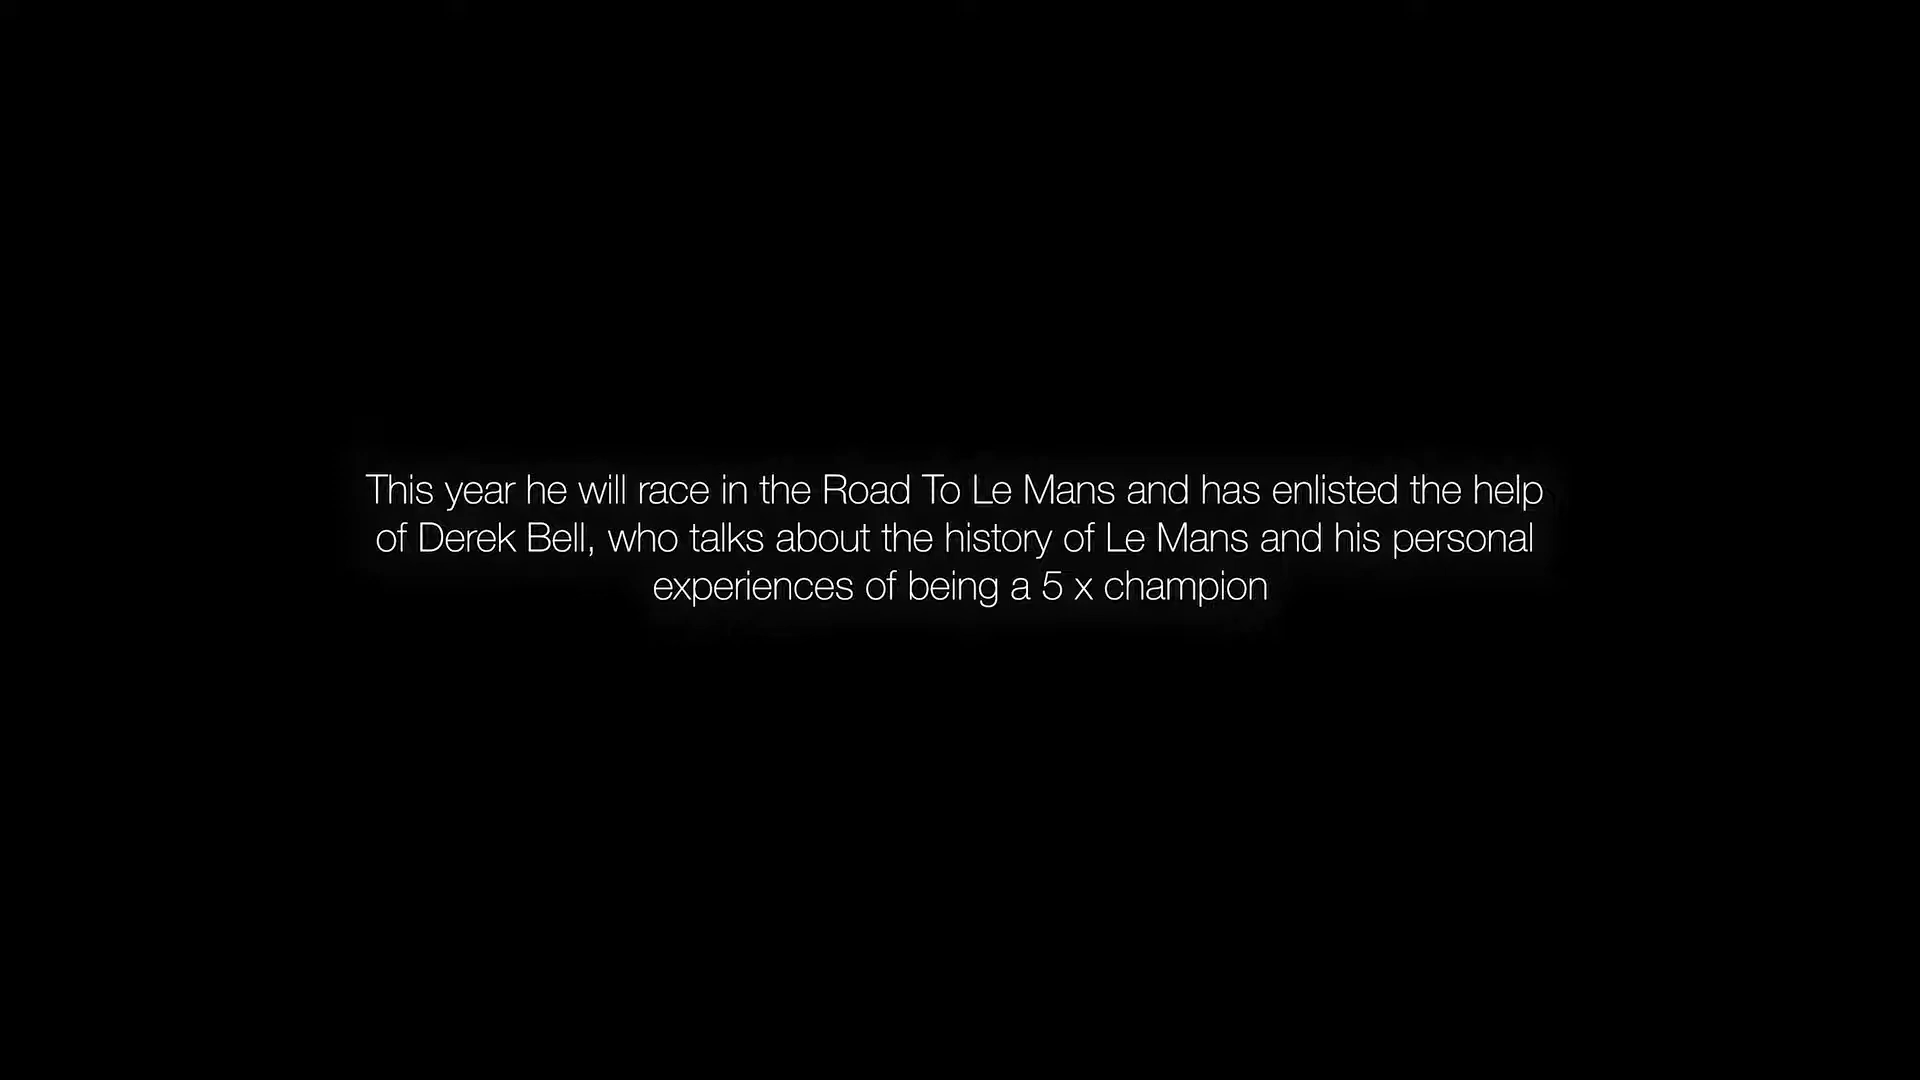 This year he will race in the Road To Le Mans and has enlisted the help
of Derek Bell, who talks about the history of Le Mans and his personal
experiences of being a 5 x champion